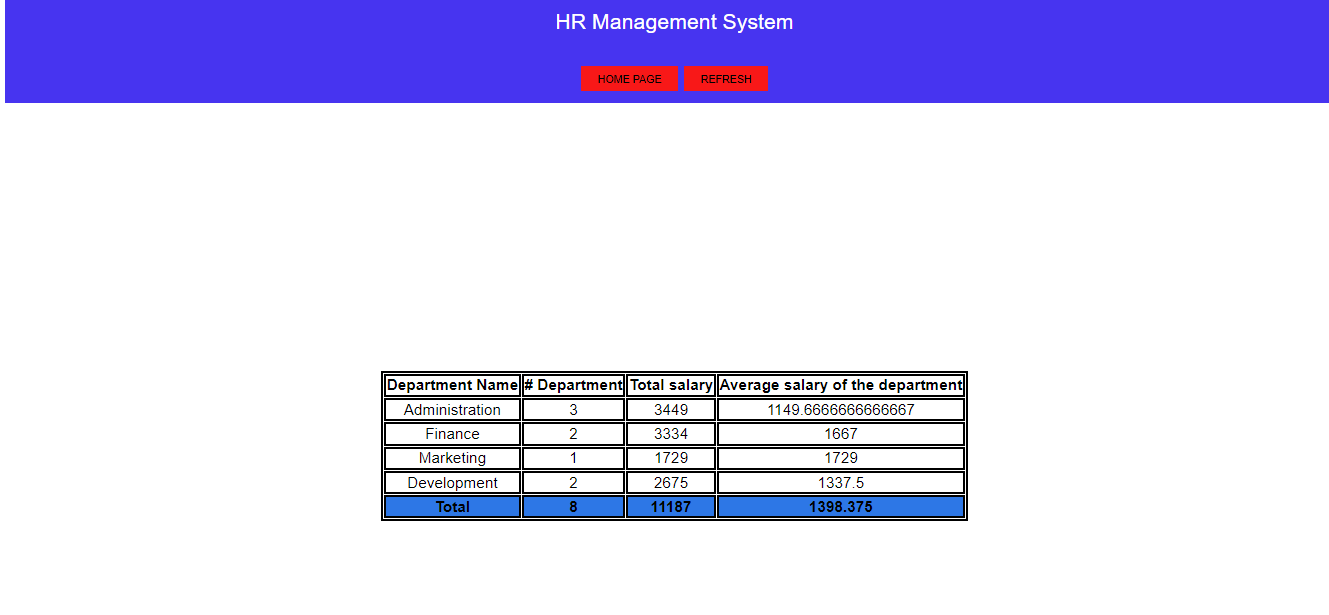 HR Management System
HOME PAGE REFRESH
Department Name # Department Total salary Average salary of the department
Administration 3 3449 1149.6666666666667
Finance 2 3334 1667
Marketing 1 1729 1729
Development 2 2675 1337.5
Total 8 11187 1398.375